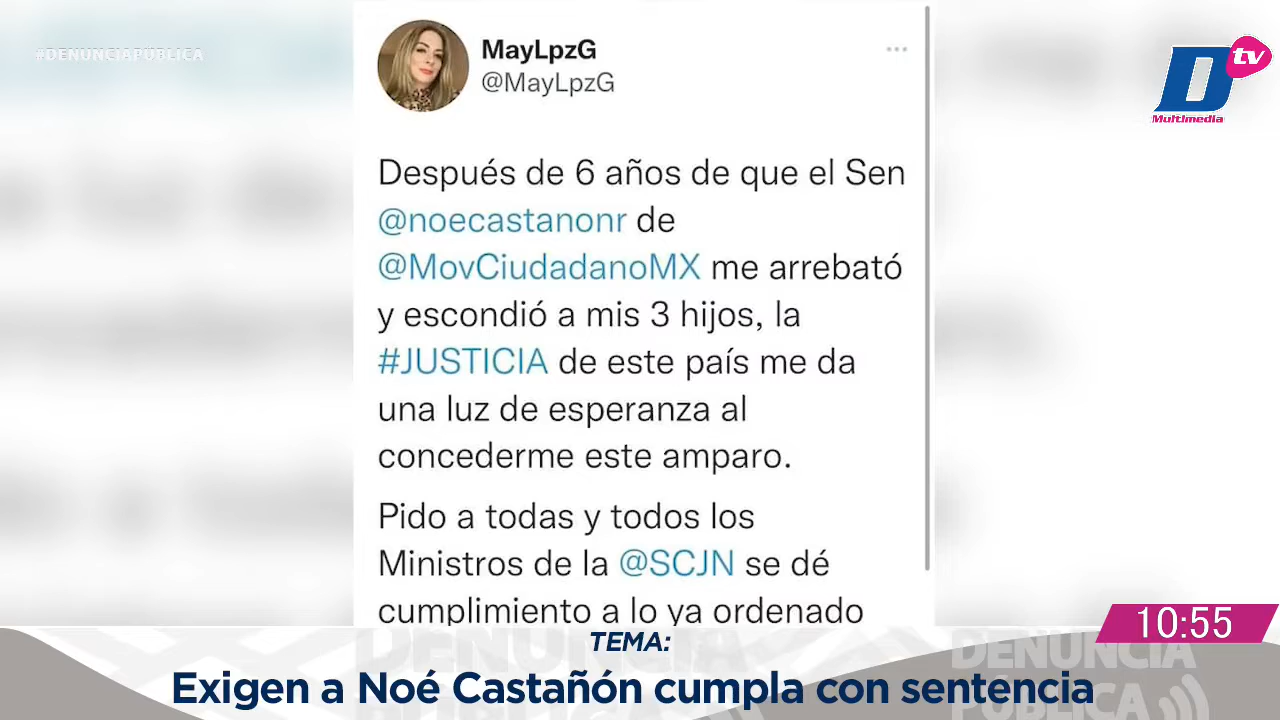 #DENUNCIAPÚBLICA
D tv
Multimedia
MayLpzG
@MayLpzG
Después de 6 años de que el Sen
@noecastanonr de
@MovCiudadanoMX me arrebató
y escondió a mis 3 hijos, la
#JUSTICIA de este país me da
una luz de esperanza al
concederme este amparo.
Pido a todas y todos los
Ministros de la @SCJN se dé
cumplimiento a lo ya ordenado
10:55
TEMA:
Exigen a Noé Castañón cumpla con sentencia
DENUNCIA
PÚBLICA